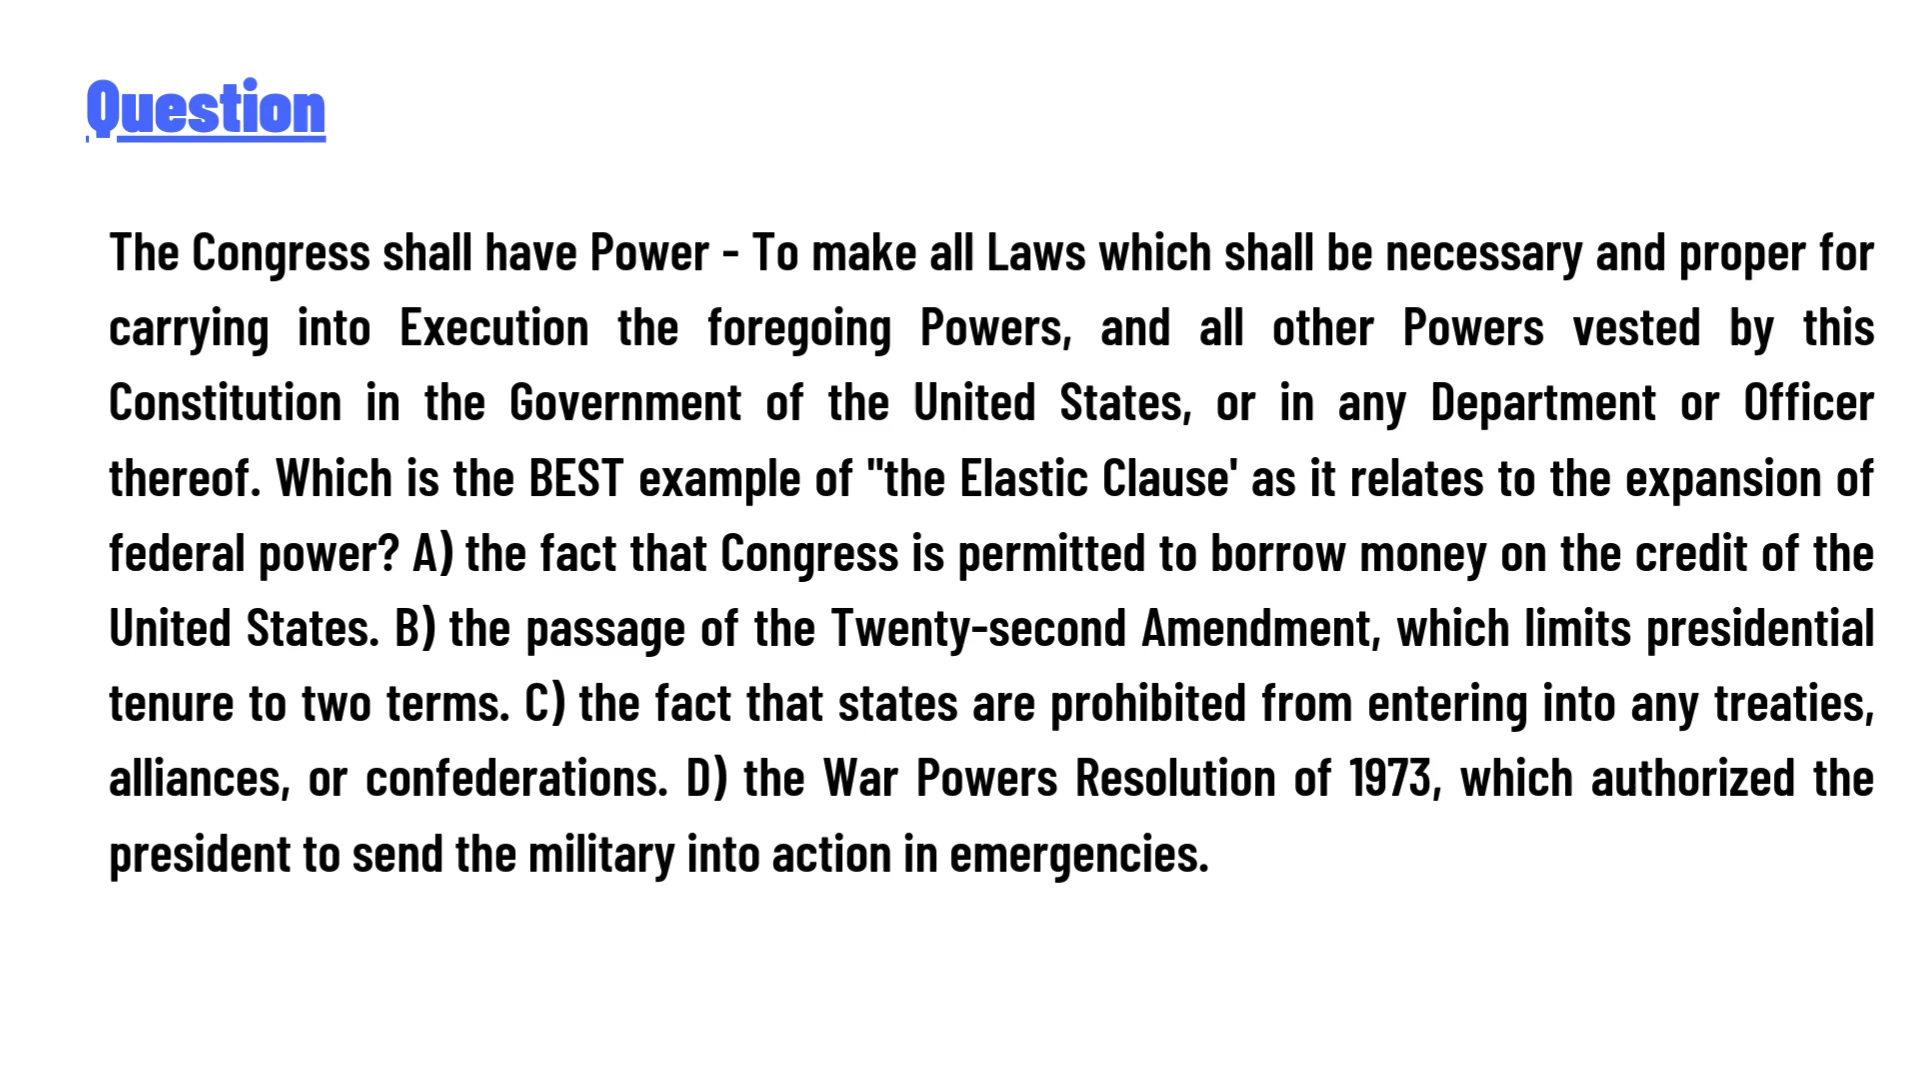 Question
The Congress shall have Power - To make all Laws which shall be necessary and proper for
carrying into Execution the foregoing Powers, and all other Powers vested by this
Constitution in the Government of the United States, or in any Department or Officer
thereof. Which is the BEST example of "the Elastic Clause' as it relates to the expansion of
federal power? A) the fact that Congress is permitted to borrow money on the credit of the
United States. B) the passage of the Twenty-second Amendment, which limits presidential
tenure to two terms. C) the fact that states are prohibited from entering into any treaties,
alliances, or confederations. D) the War Powers Resolution of 1973, which authorized the
president to send the military into action in emergencies.